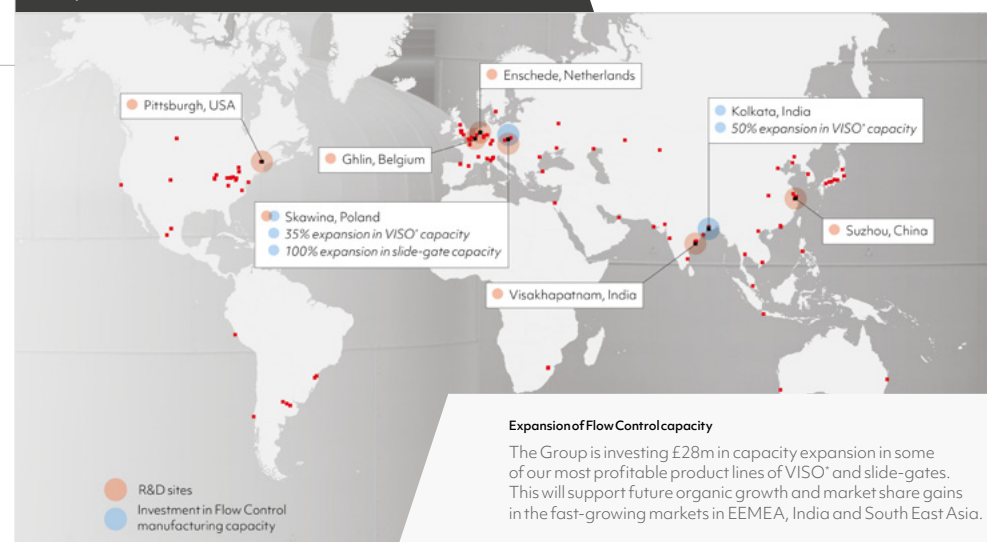 Enschede, Netherlands
Pittsburgh, USA
Kolkata, India
50% expansion in VISO* capacity
Ghlin, Belgium
Skawina, Poland
35% expansion in VISO* capacity
100% expansion in slide-gate capacity
Suzhou, China
Visakhapatnam, India
Expansion of Flow Control capacity
The Group is investing £28m in capacity expansion in some
of our most profitable product lines of VISO* and slide-gates.
This will support future organic growth and market share gains
in the fast-growing markets in EEMEA, India and South East Asia.
R&D sites
Investment in Flow Control
manufacturing capacity